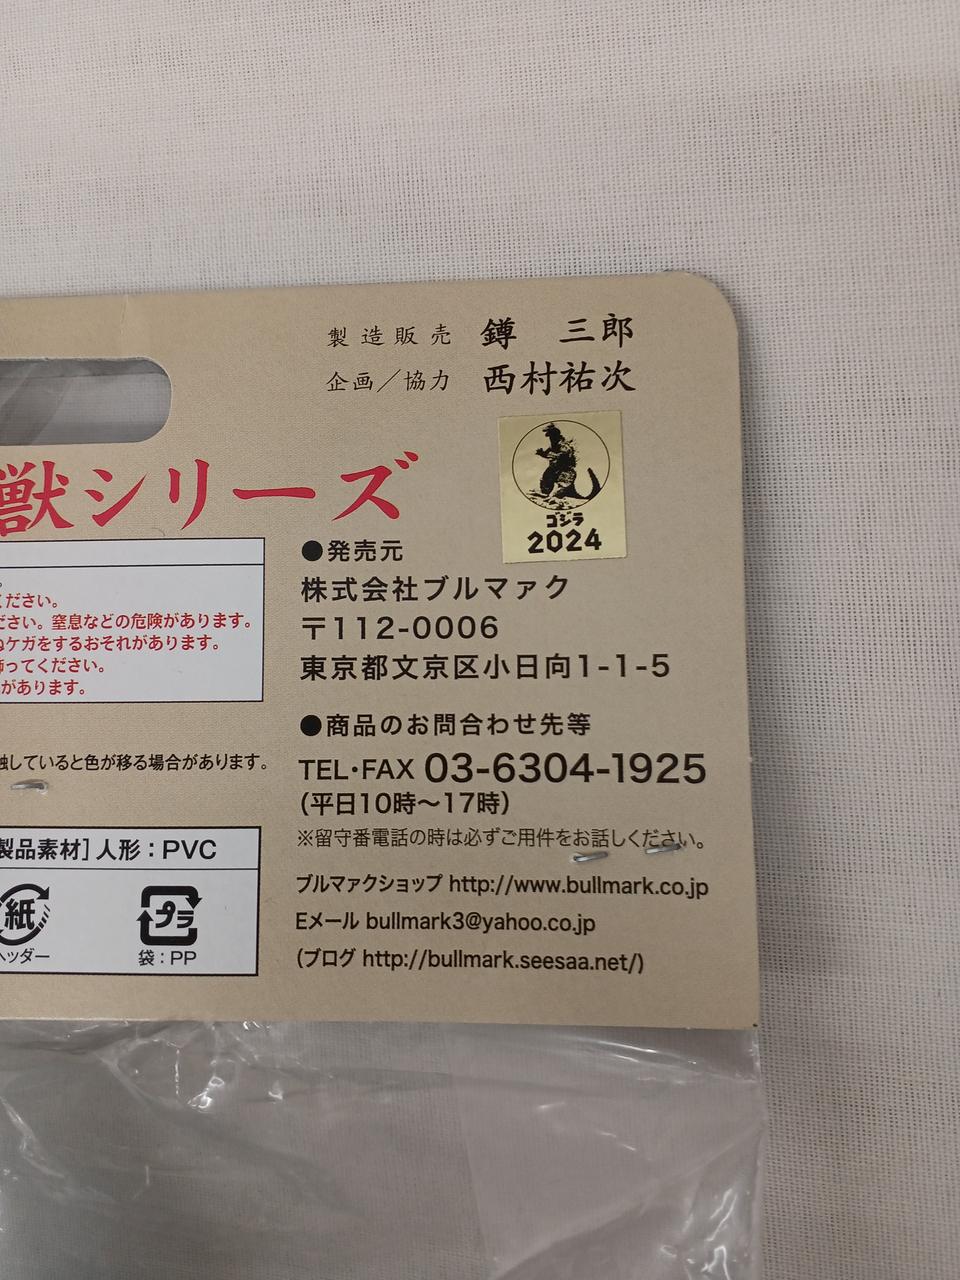 製造販売 鐏 三郎
企画／協力 西村祐次
獣シリーズ
ゴジラ
2024
●発売元
株式会社ブルマァク
〒112-0006
東京都文京区小日向1-1-5
ください。
ださい。窒息などの危険があります。
ケガをするおそれがあります。
飾ってください。
があります。
●商品のお問合わせ先等
TEL･FAX 03-6304-1925
(平日10時〜17時)
※留守番電話の時は必ずご用件をお話しください。
触していると色が移る場合があります。
ブルマァクショップ http://www.bullmark.co.jp
Eメール bullmark3@yahoo.co.jp
(ブログ http://bullmark.seesaa.net/)
製品素材] 人形：PVC
紙
ヘッダー
プラ
袋：PP